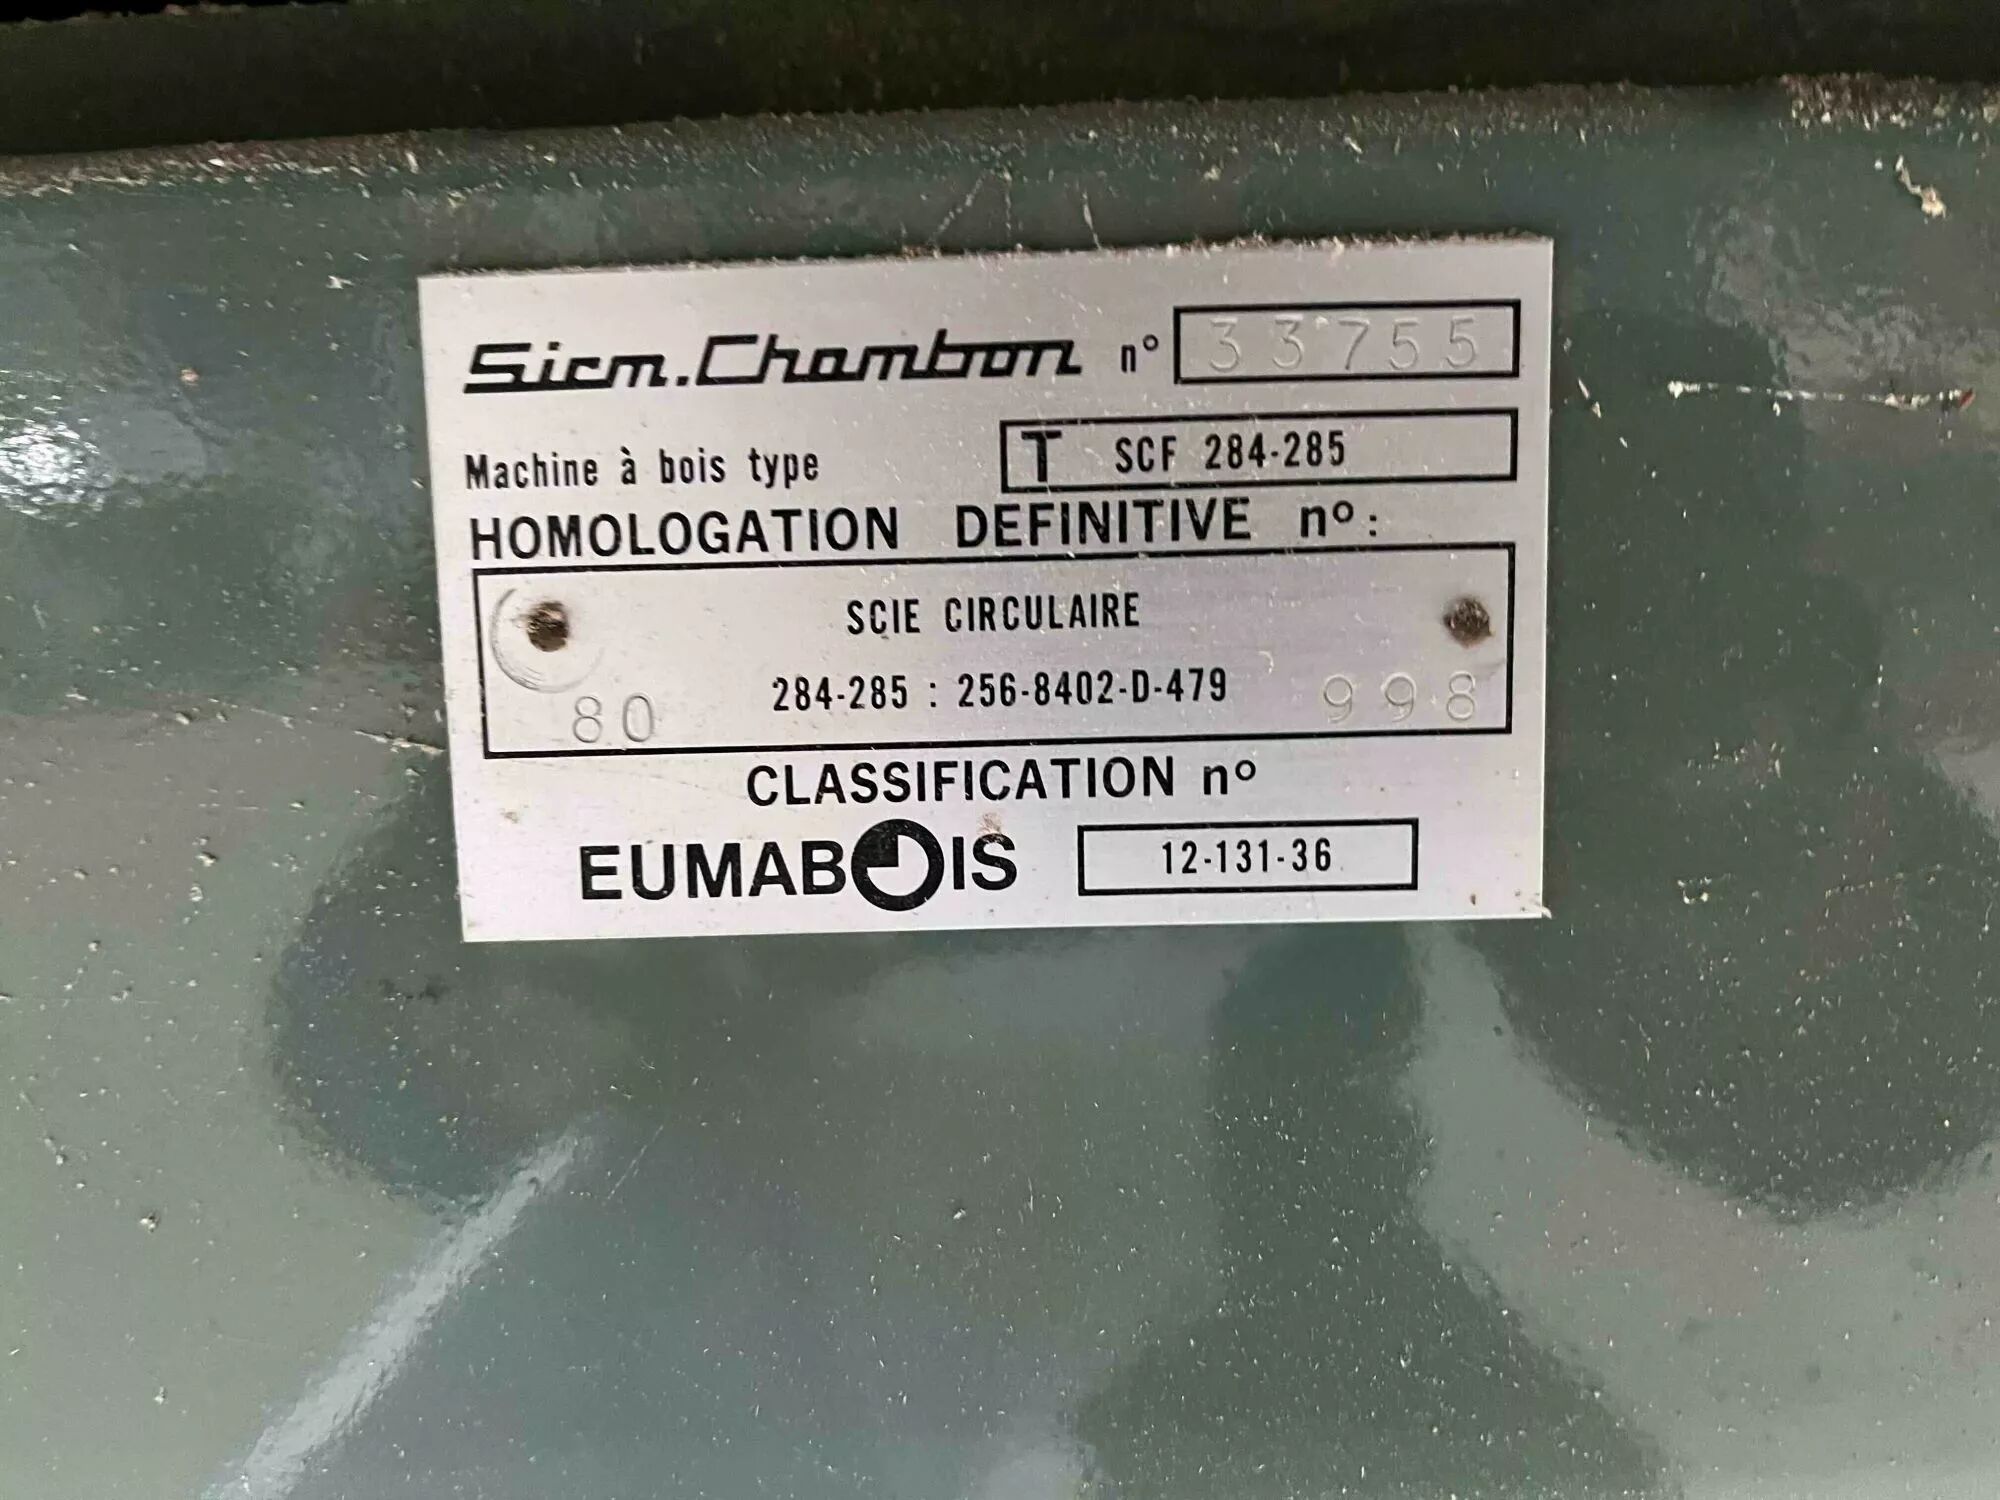 Sicm.Chambon n° 33755
Machine à bois type T SCF 284-285
HOMOLOGATION DEFINITIVE n°:
SCIE CIRCULAIRE
80 284-285 : 256-8402-D-479 998
CLASSIFICATION n°
EUMABOIS 12-131-36